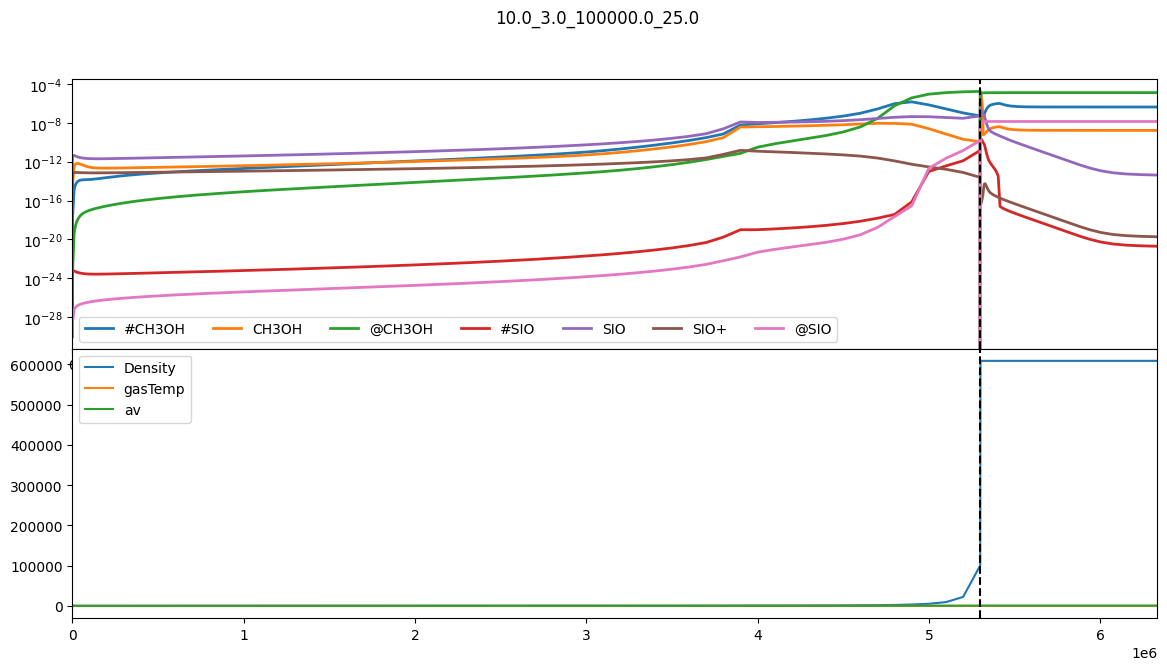 10.0_3.0_100000.0_25.0
10⁻⁴
10⁻⁸
10⁻¹²
10⁻¹⁶
10⁻²⁰
10⁻²⁴
10⁻²⁸
#CH3OH CH3OH @CH3OH #SIO SIO SIO+ @SIO
600000
500000
400000
300000
200000
100000
0
Density
gasTemp
av
0 1 2 3 4 5 6
1e6